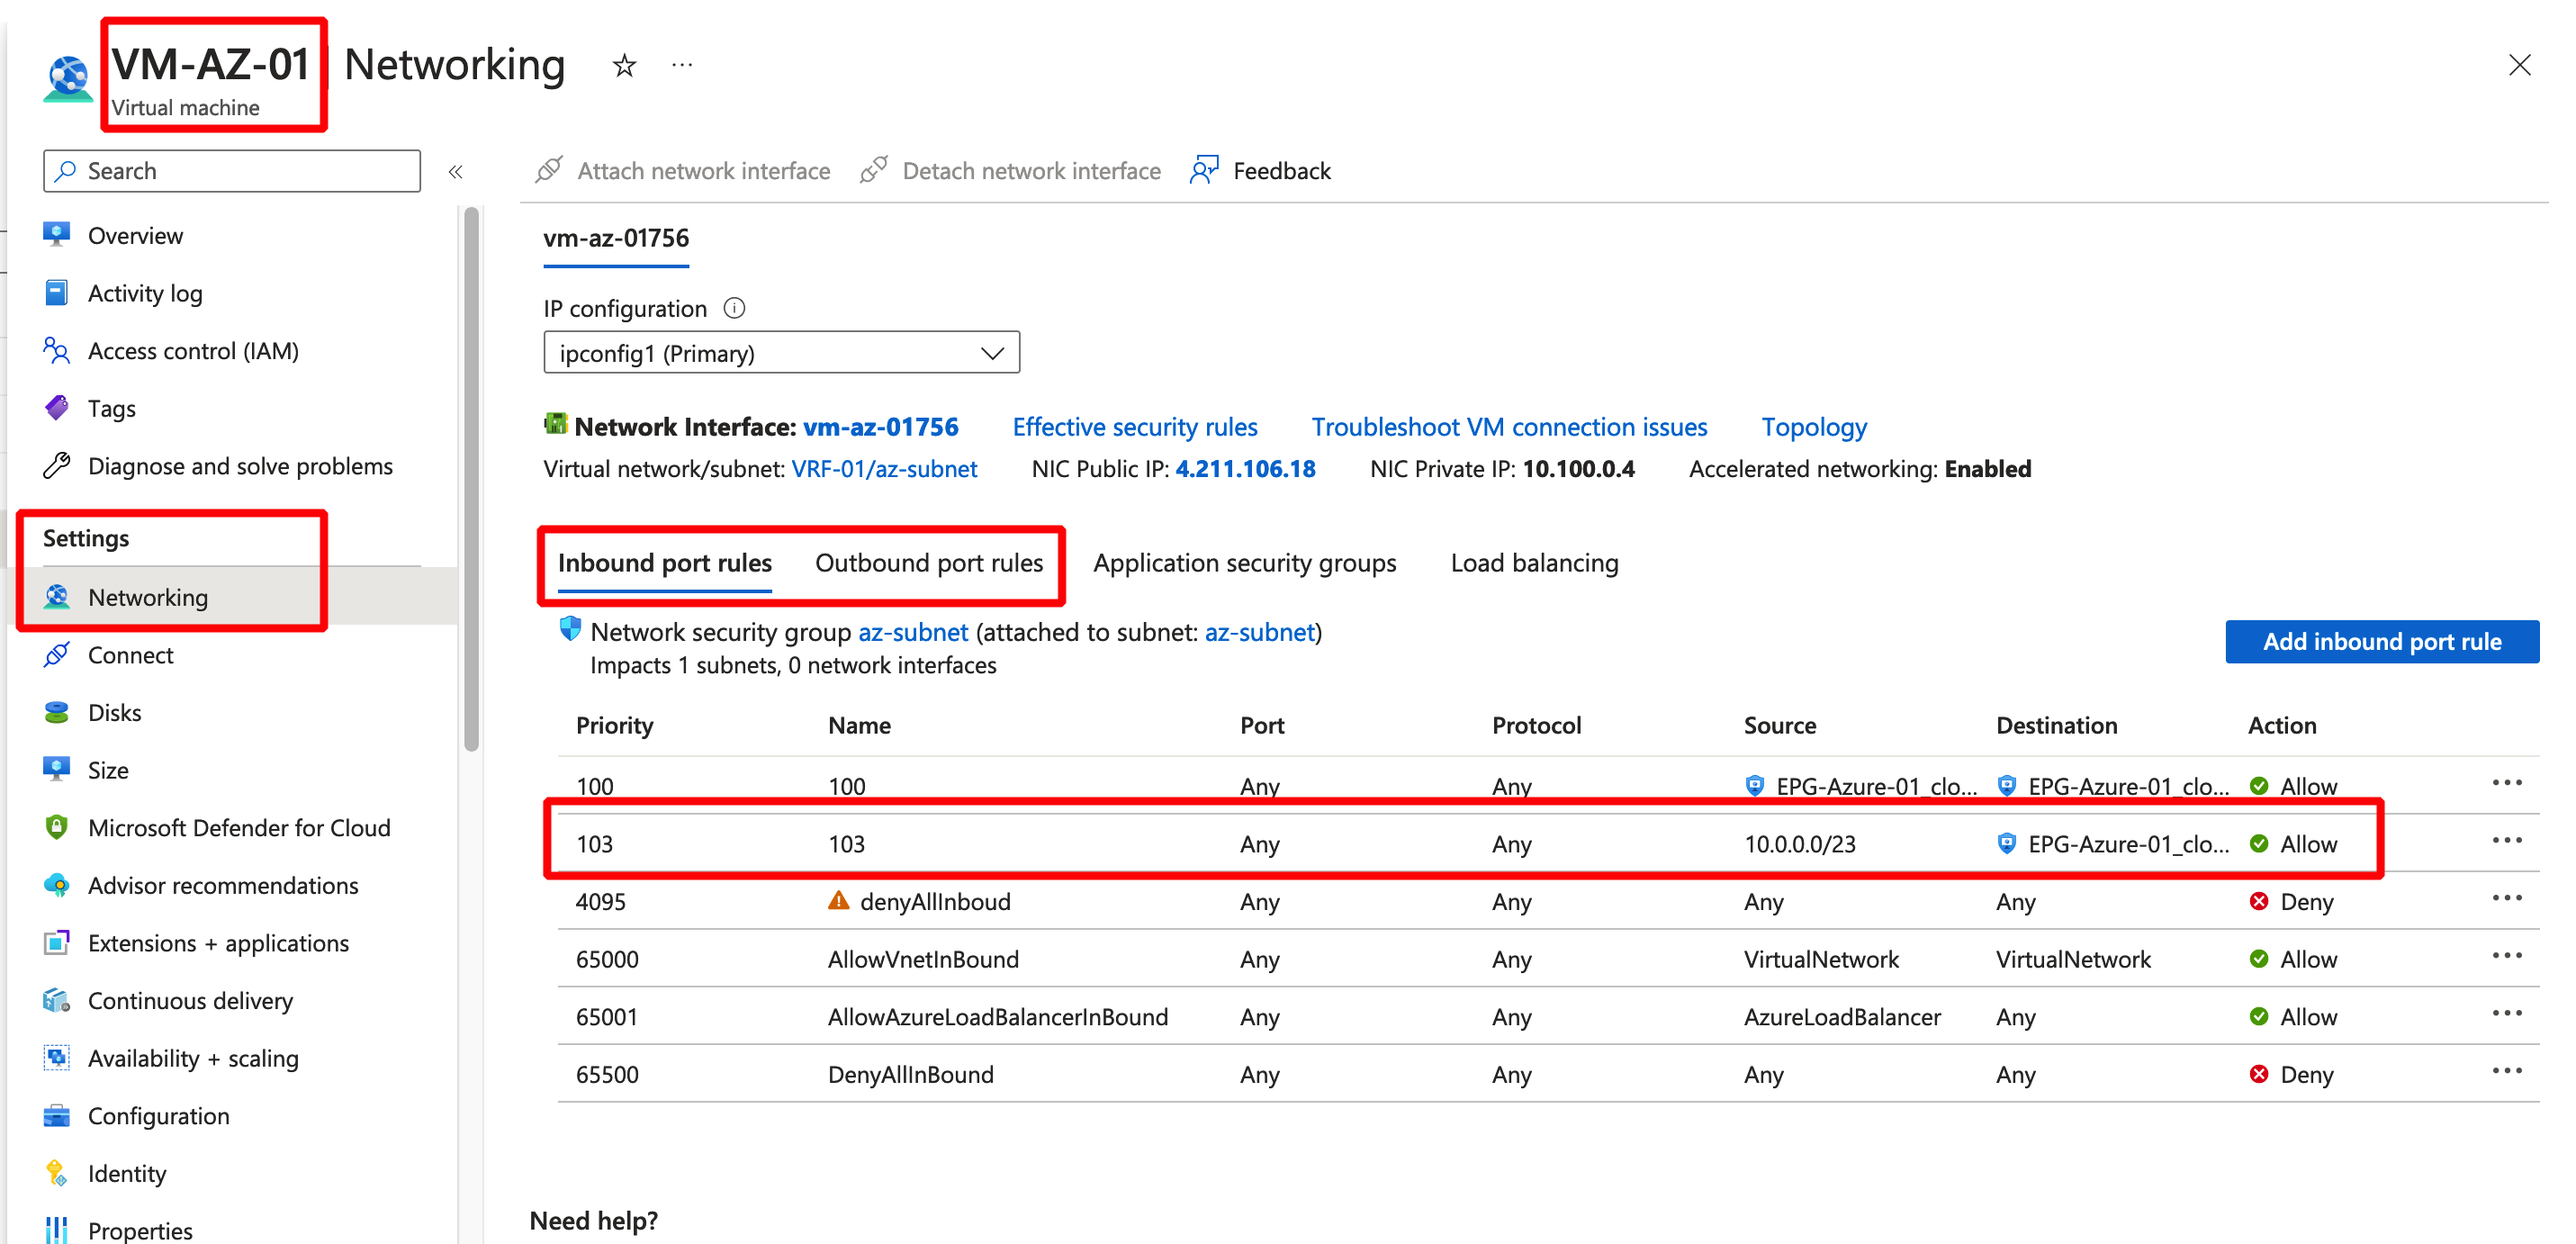 VM-AZ-01 | Networking ☆ ...
Virtual machine
Search «
Attach network interface Detach network interface Feedback
Overview
Activity log
Access control (IAM)
Tags
Diagnose and solve problems
Settings
Networking
Connect
Disks
Size
Microsoft Defender for Cloud
Advisor recommendations
Extensions + applications
Continuous delivery
Availability + scaling
Configuration
Identity
Properties
vm-az-01756
IP configuration
ipconfig1 (Primary)
Network Interface: vm-az-01756 Effective security rules Troubleshoot VM connection issues Topology
Virtual network/subnet: VRF-01/az-subnet NIC Public IP: 4.211.106.18 NIC Private IP: 10.100.0.4 Accelerated networking: Enabled
Inbound port rules Outbound port rules Application security groups Load balancing
Network security group az-subnet (attached to subnet: az-subnet)
Impacts 1 subnets, 0 network interfaces
Add inbound port rule
Priority Name Port Protocol Source Destination Action
100 100 Any Any EPG-Azure-01_clo... EPG-Azure-01_clo... Allow ...
103 103 Any Any 10.0.0.0/23 EPG-Azure-01_clo... Allow ...
4095 denyAllInboud Any Any Any Any Deny ...
65000 AllowVnetInBound Any Any VirtualNetwork VirtualNetwork Allow ...
65001 AllowAzureLoadBalancerInBound Any Any AzureLoadBalancer Any Allow ...
65500 DenyAllInBound Any Any Any Any Deny ...
Need help?